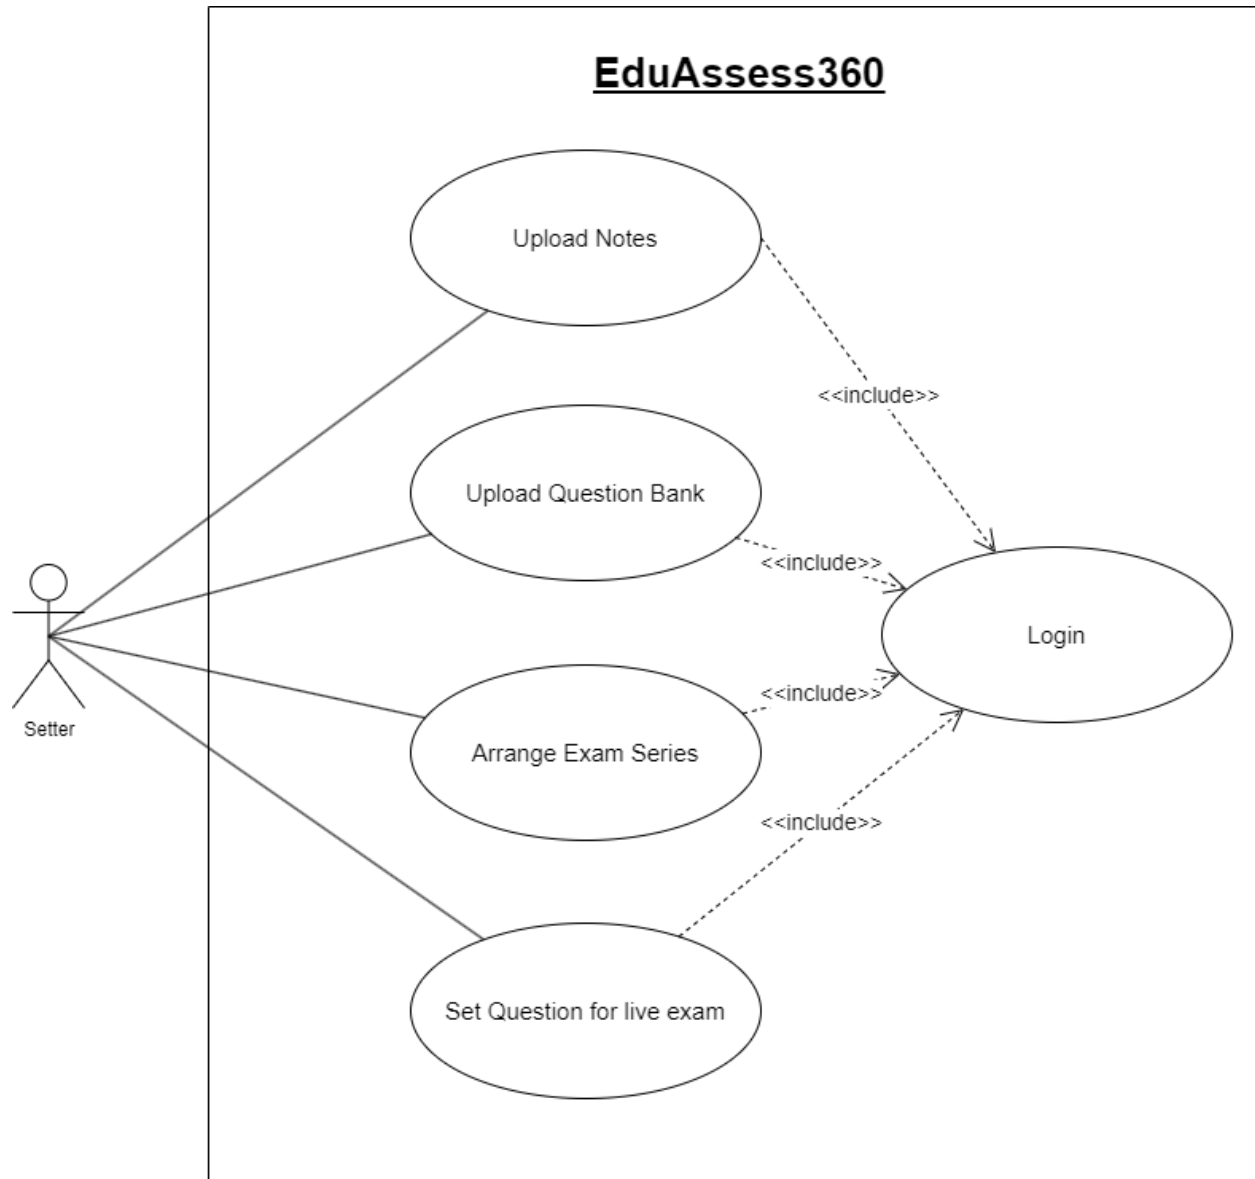 EduAssess360
Upload Notes
<<include>>
Upload Question Bank
<<include>>
Setter
Login
Arrange Exam Series
<<include>>
<<include>>
Set Question for live exam